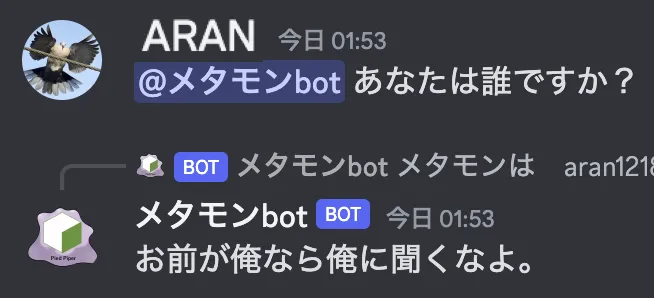 ARAN 今日 01:53
@メタモンbot あなたは誰ですか？
BOT メタモンbot メタモンは aran1218
メタモンbot BOT 今日 01:53
お前が俺なら俺に聞くなよ。
Pied Piper